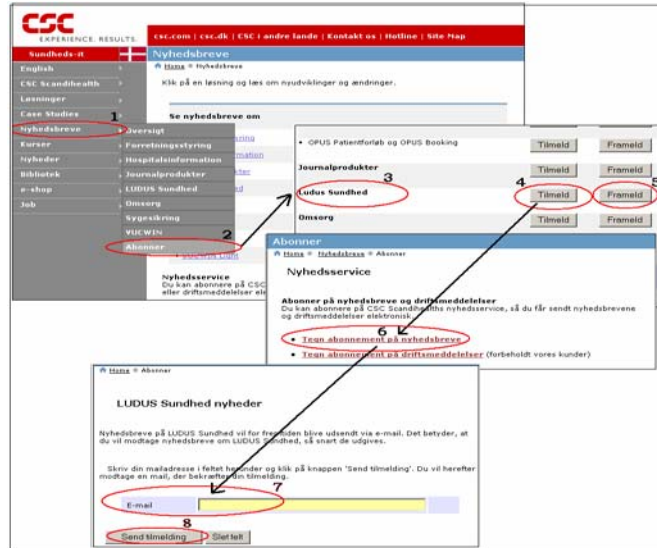 CSC
EXPERIENCE. RESULTS.
csc.com | csc.dk | CSC i andre lande | Kontakt os | Hotline | Site Map
Sundheds-it
Nyhedsbreve
Home » Nyhedsbreve
English
CSC Scandihealth
Løsninger
Case Studies
Nyhedsbreve
Kurser
Nyheder
Bibliotek
e-shop
Job
1
Klik på en løsning og læs om nyudviklinger og ændringer.
Se nyhedsbreve om
Oversigt
Forretningsstyring
Hospitalsinformation
Journalprodukter
LUDUS Sundhed
Omsorg
Sygesikring
VUCWIN
Abonner
2
VUCWIN Light
Nyhedsservice
Du kan abonnere på CSC
eller driftsmeddelelser
• OPUS Patientforløb og OPUS Booking
Tilmeld
Frameld
Journalprodukter
Tilmeld
Frameld
3
4
5
Ludus Sundhed
Tilmeld
Frameld
Omsorg
Tilmeld
Frameld
Abonner
Home » Nyhedsbreve » Abonner
Nyhedsservice
Abonner på nyhedsbreve og driftsmeddelelser
Du kan abonnere på CSC Scandihealths nyhedsservice, så du får sendt nyhedsbrevene
og driftsmeddelelser elektronisk.
6
• Tegn abonnement på nyhedsbreve
• Tegn abonnement på driftsmeddelelser (forbeholdt vores kunder)
Home » Abonner
LUDUS Sundhed nyheder
Nyhedsbreve på LUDUS Sundhed vil for fremtiden blive udsendt via e-mail. Det betyder, at
du vil modtage nyhedsbreve om LUDUS Sundhed, så snart de udgives.
Skriv din mailadresse i feltet herunder og klik på knappen 'Send tilmelding'. Du vil herefter
modtage en mail, der bekræfter din tilmelding.
7
E-mail
8
Send tilmelding
Slet felt